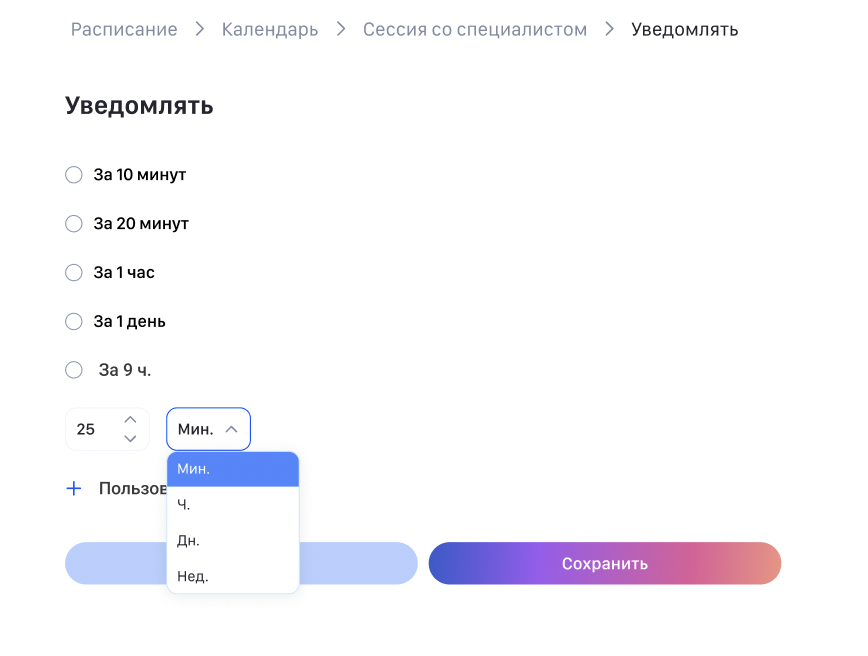 Расписание > Календарь > Сессия со специалистом > Уведомлять
Уведомлять
За 10 минут
За 20 минут
За 1 час
За 1 день
За 9 ч.
25 Мин.
Мин.
+
Ч.
Дн.
Сохранить
Нед.